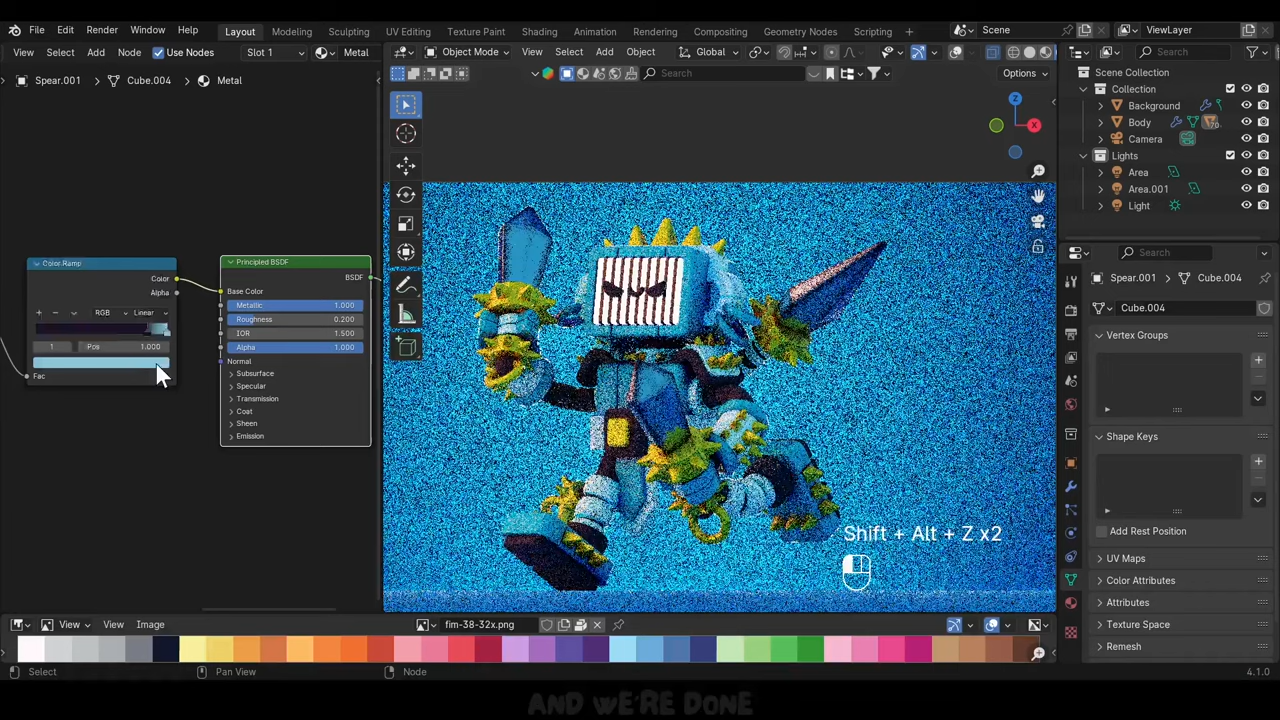 File Edit Render Window Help Layout Modeling Sculpting UV Editing Texture Paint Shading Animation Rendering Compositing Geometry Nodes Scripting Scene ViewLayer
View Select Add Node Use Nodes Slot 1 Metal Object Mode View Select Add Object Global Search
Spear.001 > Cube.004 > Metal
Search Options
Scene Collection
Collection
Background
Body 70
Camera
Lights
Area
Area.001
Light
Z
X
Color Ramp
Color
Alpha
RGB Linear
1 Pos 1.000
Fac
Principled BSDF
BSDF
Base Color
Metallic 1.000
Roughness 0.200
IOR 1.500
Alpha 1.000
Normal
Subsurface
Specular
Transmission
Coat
Sheen
Emission
Search
Spear.001 > Cube.004
Cube.004
Vertex Groups
Shape Keys
Add Rest Position
UV Maps
Color Attributes
Attributes
Texture Space
Remesh
Shift + Alt + Z x2
View View Image fim-38-32x.png
Select Pan View Node 4.1.0
AND WE'RE DONE